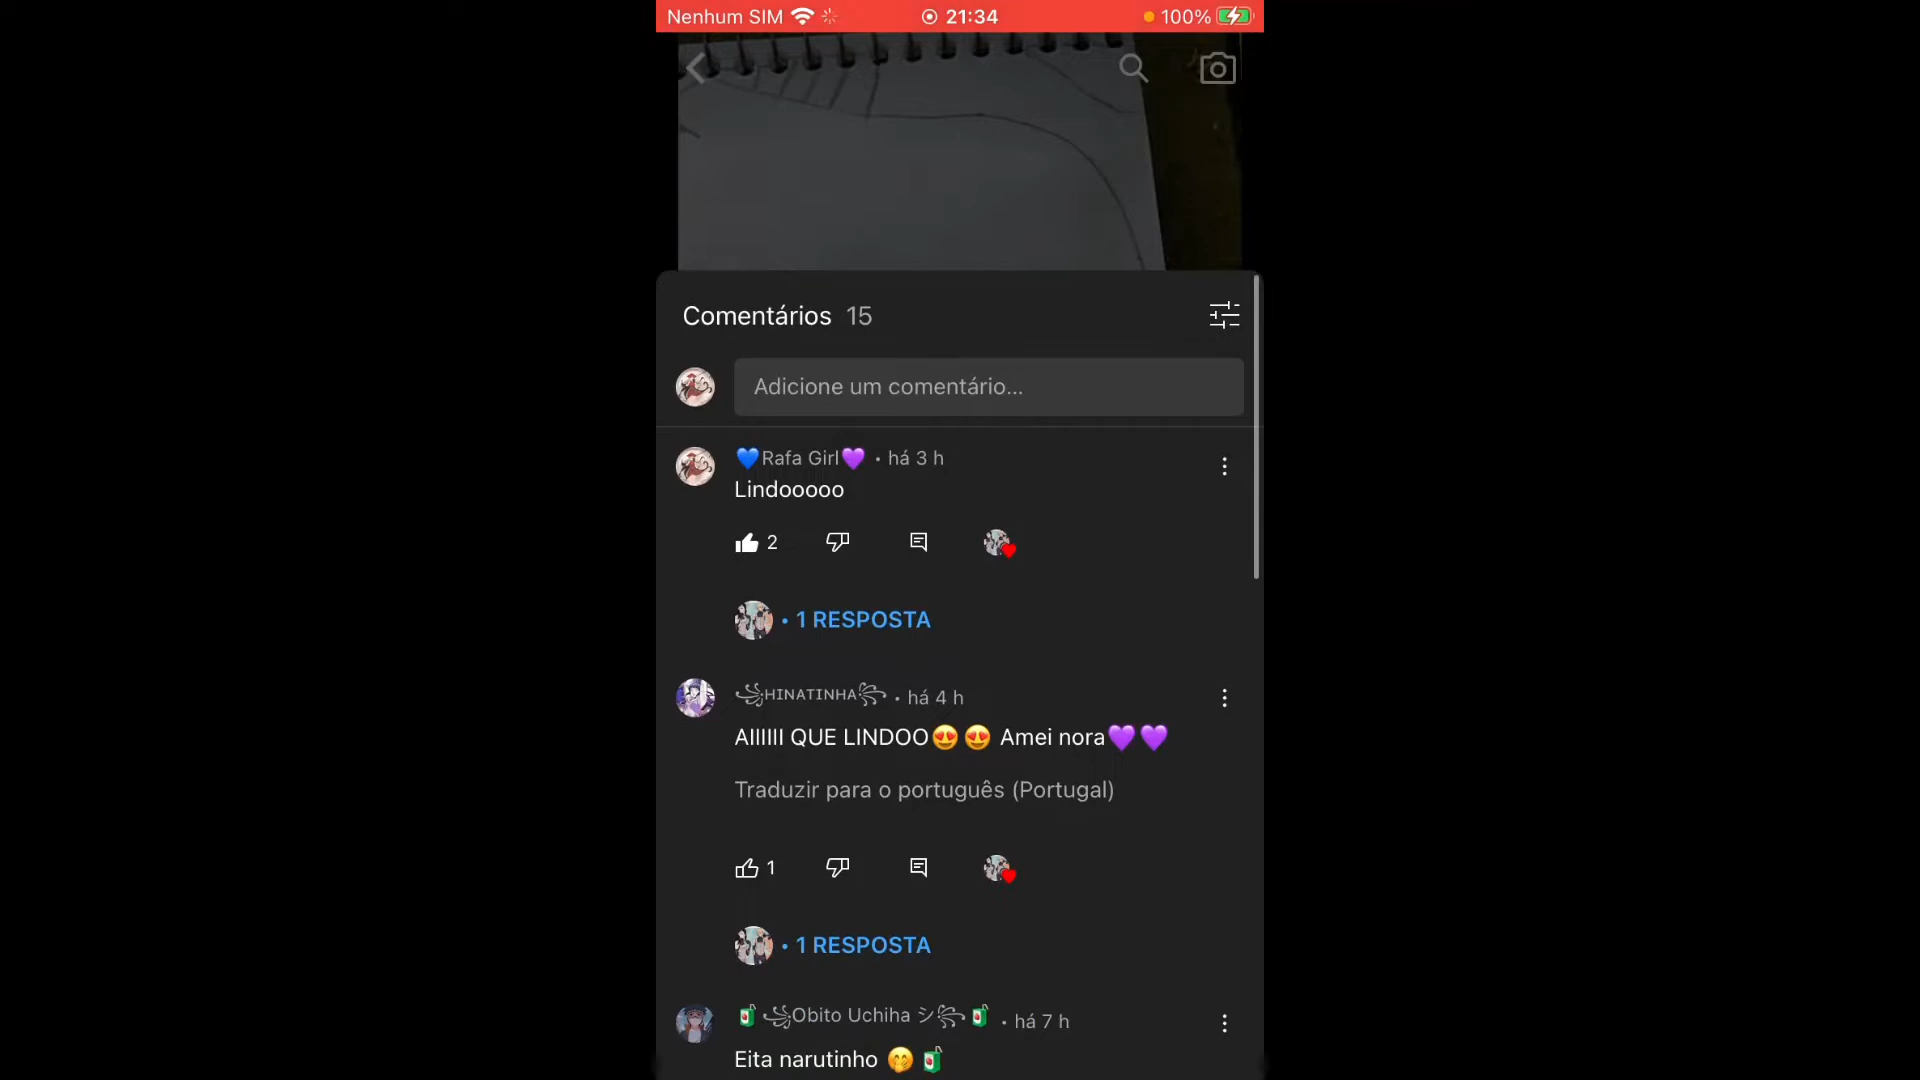 Nenhum SIM 21:34 100%
Comentários 15
Adicione um comentário...
💙Rafa Girl💜 • há 3 h
Lindooooo
2
• 1 RESPOSTA
꧁ʜɪɴᴀᴛɪɴʜᴀ꧂ • há 4 h
AIIIIII QUE LINDOO😍😍 Amei nora💜💜
Traduzir para o português (Portugal)
1
• 1 RESPOSTA
🧃꧁Obito Uchiha シ꧂🧃 • há 7 h
Eita narutinho 🤭🧃